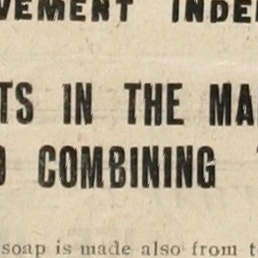 VEMENT INDE
TS IN THE MA
COMBINING
soap is made also from t